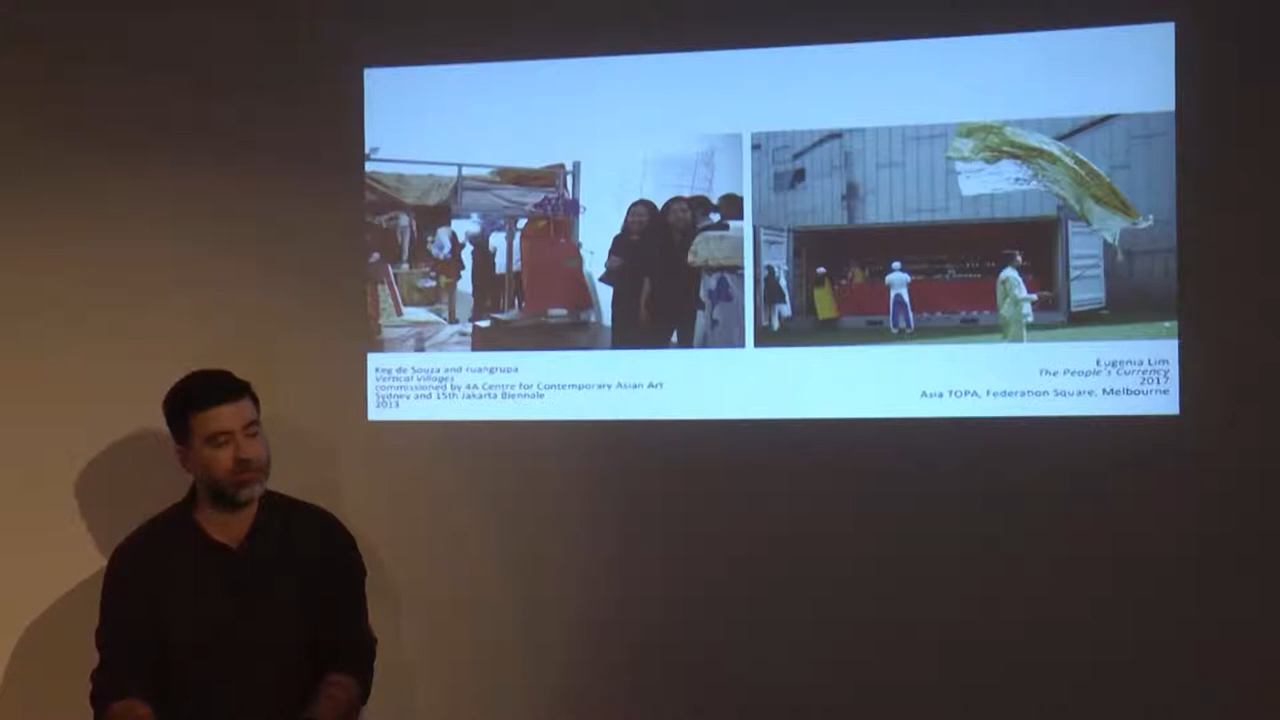 Keg de Souza and ruangrupa
Vertical Villages
commissioned by 4A Centre for Contemporary Asian Art
Sydney and 15th Jakarta Biennale
2013
Eugenia Lim
The People's Currency
2017
Asia TOPA, Federation Square, Melbourne